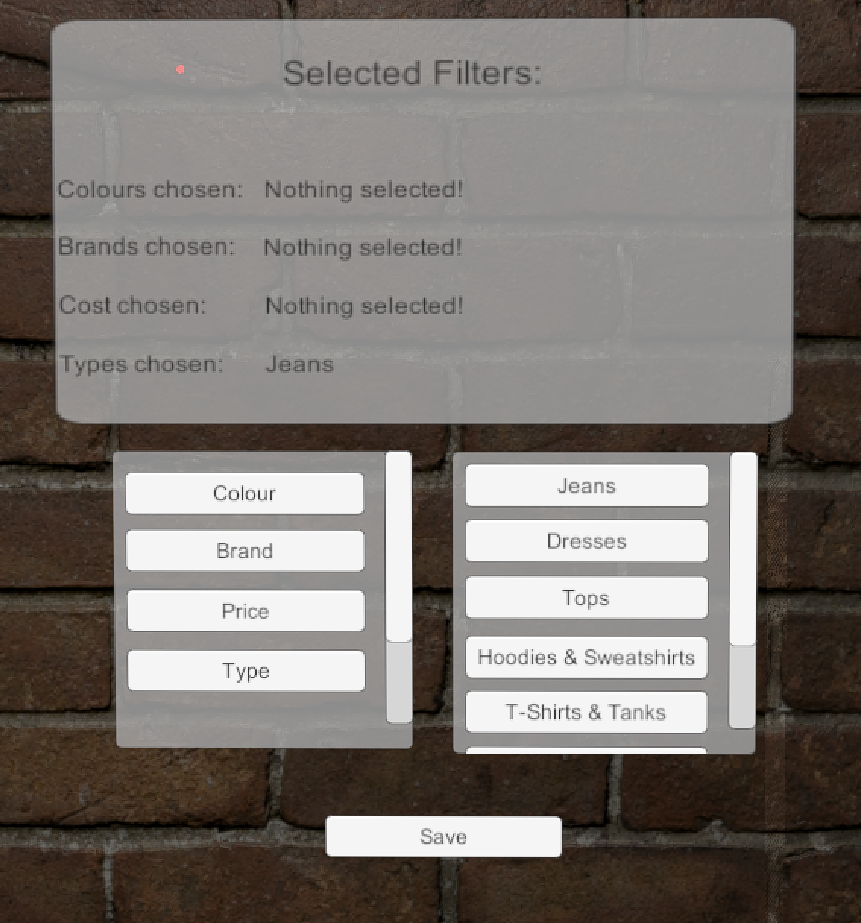 Selected Filters:
Colours chosen: Nothing selected!
Brands chosen: Nothing selected!
Cost chosen: Nothing selected!
Types chosen: Jeans
Colour
Brand
Price
Type
Jeans
Dresses
Tops
Hoodies & Sweatshirts
T-Shirts & Tanks
Save